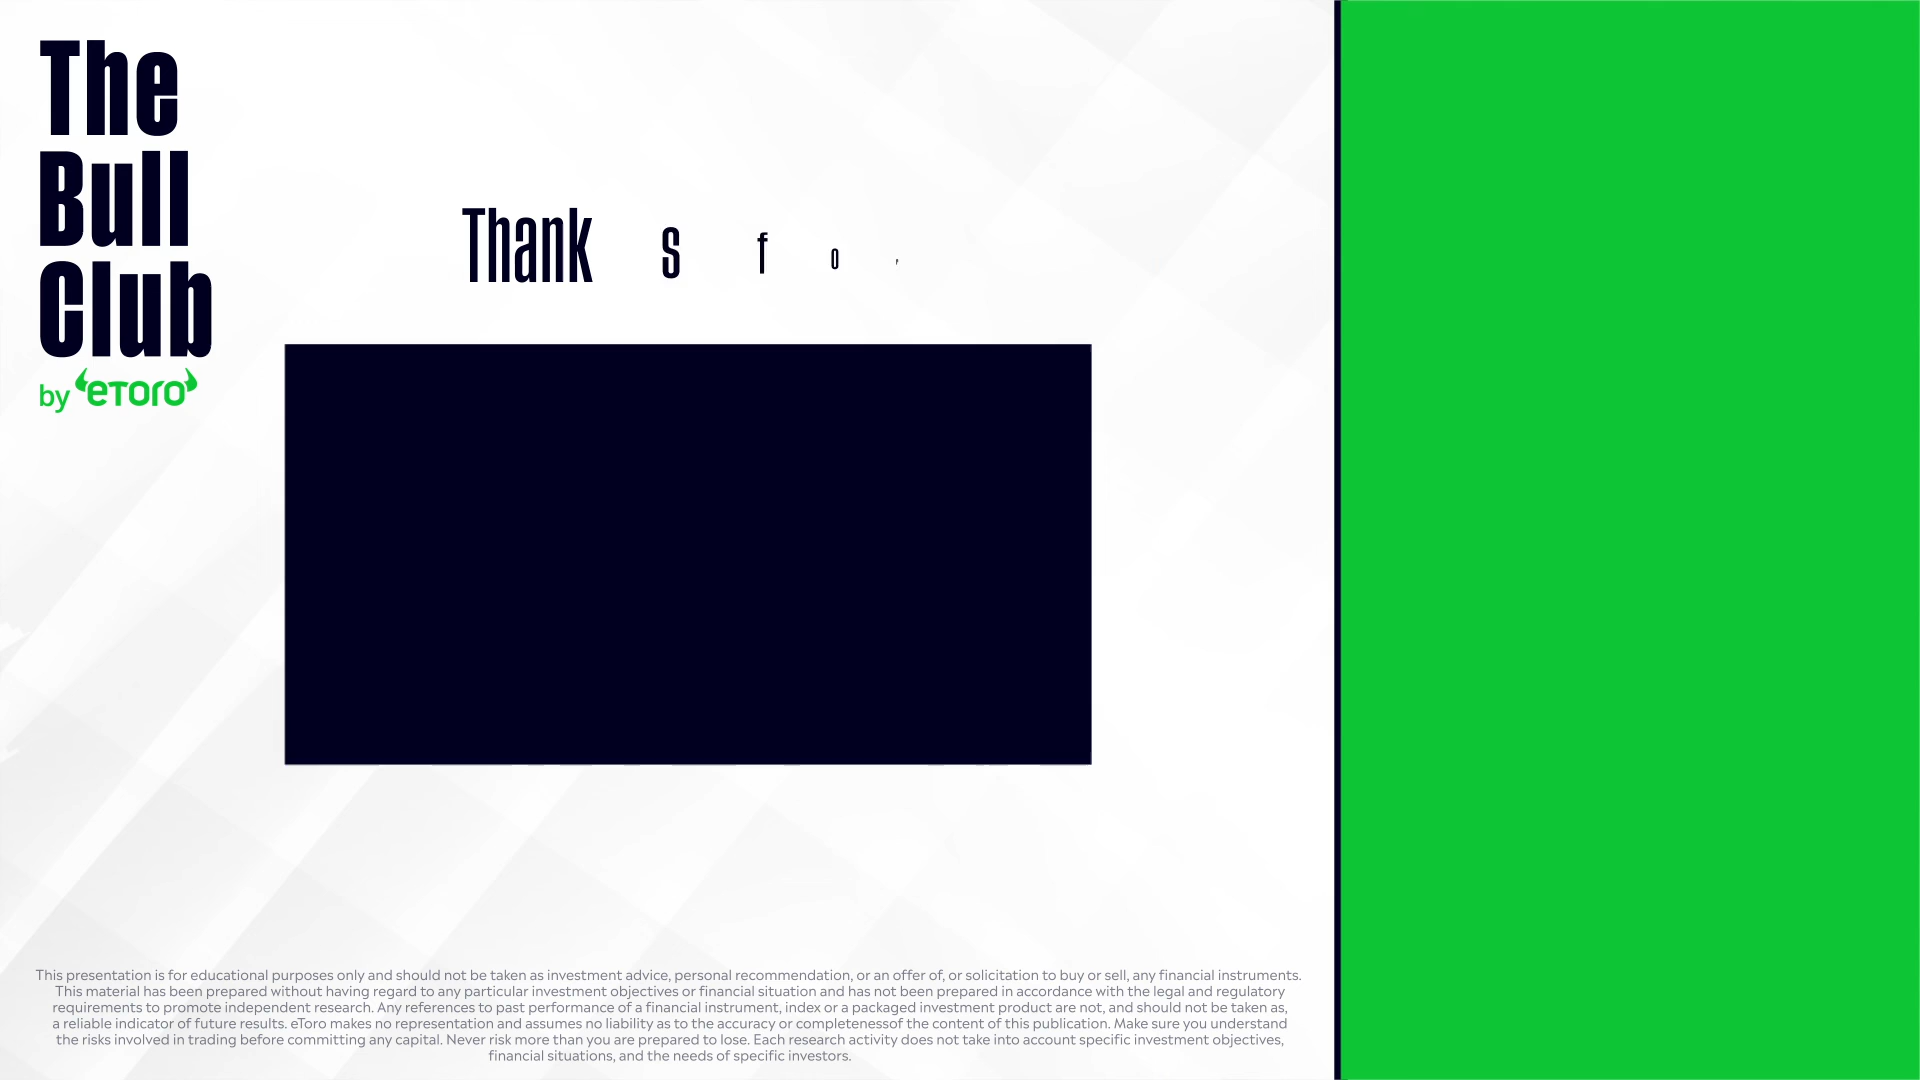 The
Bull
Club
by eToro
Thank s f o r
This presentation is for educational purposes only and should not be taken as investment advice, personal recommendation, or an offer of, or solicitation to buy or sell, any financial instruments.
This material has been prepared without having regard to any particular investment objectives or financial situation and has not been prepared in accordance with the legal and regulatory
requirements to promote independent research. Any references to past performance of a financial instrument, index or a packaged investment product are not, and should not be taken as,
a reliable indicator of future results. eToro makes no representation and assumes no liability as to the accuracy or completenessof the content of this publication. Make sure you understand
the risks involved in trading before committing any capital. Never risk more than you are prepared to lose. Each research activity does not take into account specific investment objectives,
financial situations, and the needs of specific investors.